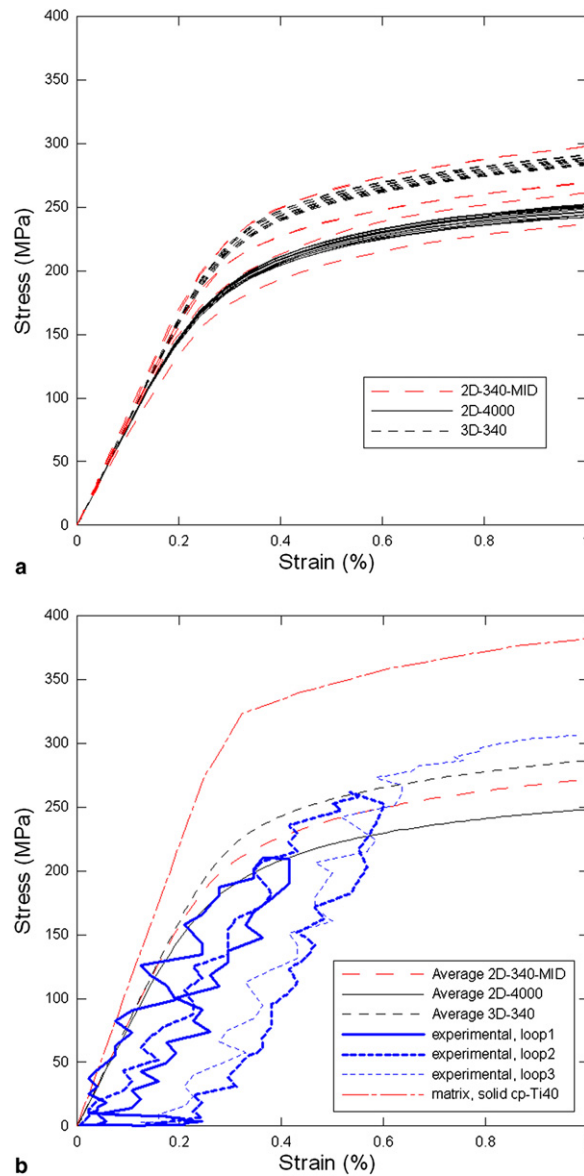 400
350
300
250
200
150
100
50
0
Stress (MPa)
2D-340-MID
2D-4000
3D-340
0 0.2 0.4 0.6 0.8 1
Strain (%)
a
400
350
300
250
200
150
100
50
0
Stress (MPa)
Average 2D-340-MID
Average 2D-4000
Average 3D-340
experimental, loop1
experimental, loop2
experimental, loop3
matrix, solid cp-Ti40
0 0.2 0.4 0.6 0.8
Strain (%)
b